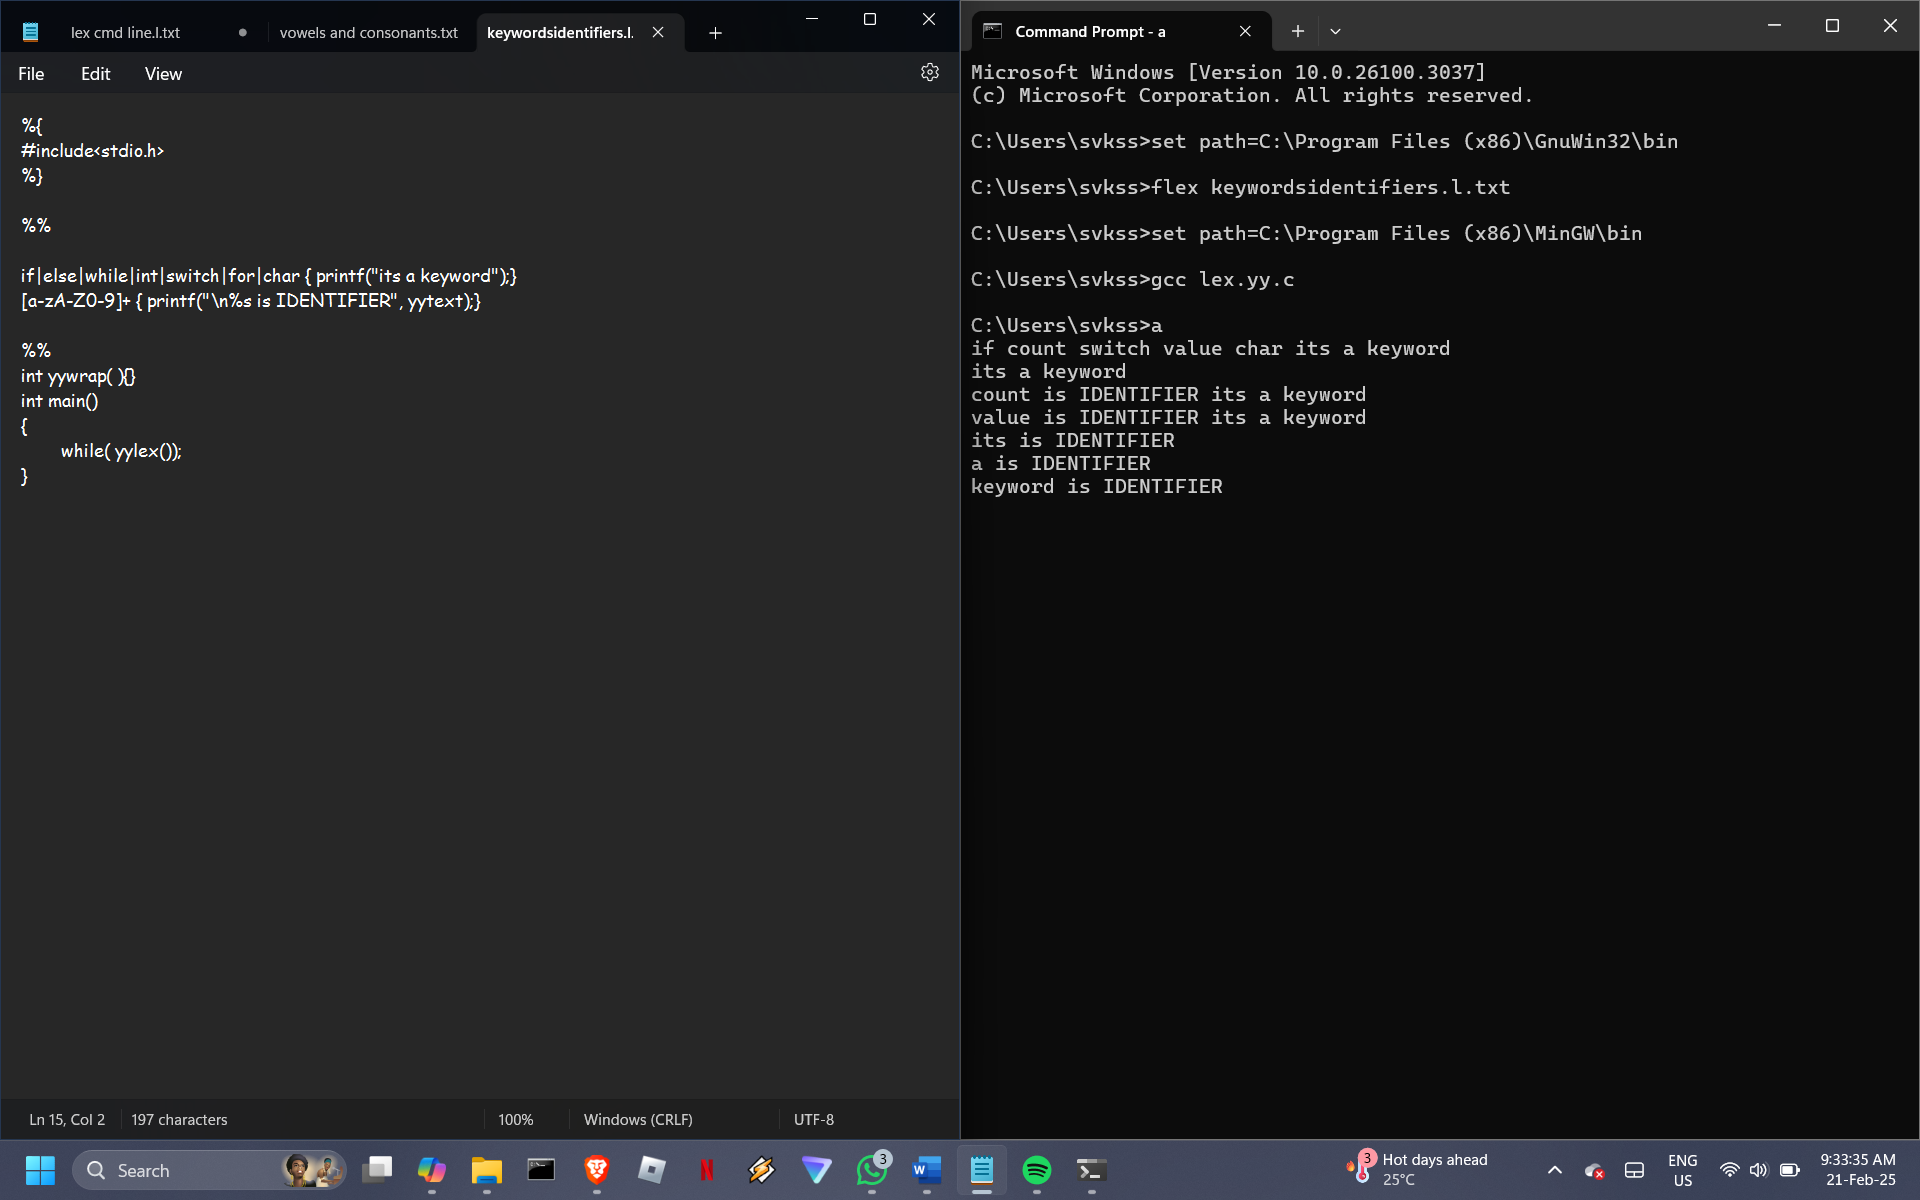 lex cmd line.l.txt
vowels and consonants.txt
keywordsidentifiers.l.
File Edit View
%{
#include<stdio.h>
%}
%%
if|else|while|int|switch|for|char { printf("its a keyword");}
[a-zA-Z0-9]+ { printf("\n%s is IDENTIFIER", yytext);}
%%
int yywrap( ){}
int main()
{
while( yylex());
}
Ln 15, Col 2 197 characters 100% Windows (CRLF) UTF-8
Command Prompt - a
Microsoft Windows [Version 10.0.26100.3037]
(c) Microsoft Corporation. All rights reserved.
C:\Users\svkss>set path=C:\Program Files (x86)\GnuWin32\bin
C:\Users\svkss>flex keywordsidentifiers.l.txt
C:\Users\svkss>set path=C:\Program Files (x86)\MinGW\bin
C:\Users\svkss>gcc lex.yy.c
C:\Users\svkss>a
if count switch value char its a keyword
its a keyword
count is IDENTIFIER its a keyword
value is IDENTIFIER its a keyword
its is IDENTIFIER
a is IDENTIFIER
keyword is IDENTIFIER
Search
3
W
3
Hot days ahead
25°C
ENG
US
9:33:35 AM
21-Feb-25